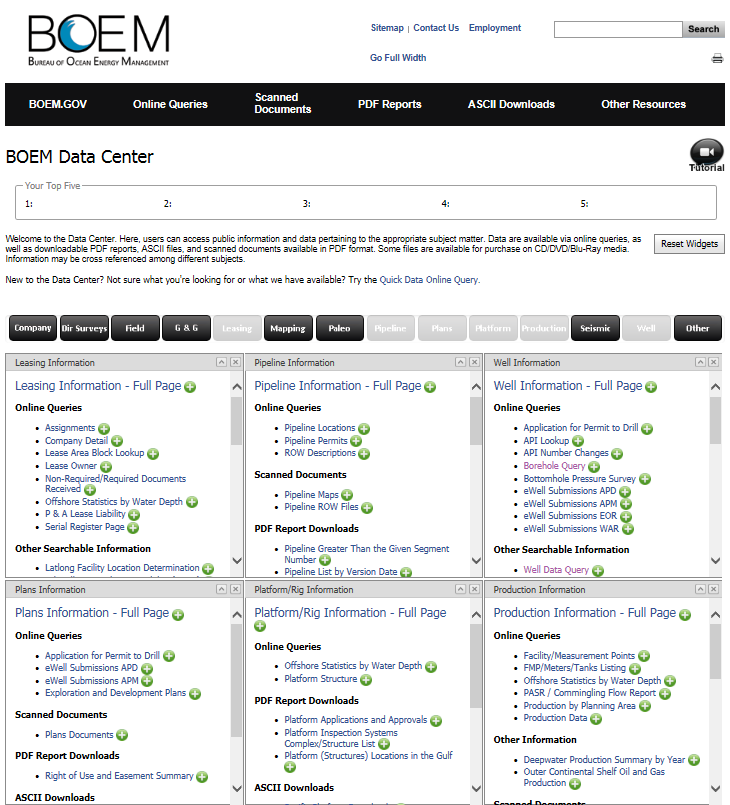 BOEM
BUREAU OF OCEAN ENERGY MANAGEMENT
Sitemap | Contact Us Employment
Search
Go Full Width
BOEM.GOV
Online Queries
Scanned
Documents
PDF Reports
ASCII Downloads
Other Resources
BOEM Data Center
Tutorial
Your Top Five
1: 2: 3: 4: 5:
Welcome to the Data Center. Here, users can access public information and data pertaining to the appropriate subject matter. Data are available via online queries, as
well as downloadable PDF reports, ASCII files, and scanned documents available in PDF format. Some files are available for purchase on CD/DVD/Blu-Ray media.
Information may be cross referenced among different subjects.
Reset Widgets
New to the Data Center? Not sure what you're looking for or what we have available? Try the Quick Data Online Query.
Company Dir Surveys Field G & G Leasing Mapping Paleo Pipeline Plans Platform Production Seismic Well Other
Leasing Information
Leasing Information - Full Page
Online Queries
Assignments
Company Detail
Lease Area Block Lookup
Lease Owner
Non-Required/Required Documents
Received
Offshore Statistics by Water Depth
P & A Lease Liability
Serial Register Page
Other Searchable Information
Latlong Facility Location Determination
Pipeline Information
Pipeline Information - Full Page
Online Queries
Pipeline Locations
Pipeline Permits
ROW Descriptions
Scanned Documents
Pipeline Maps
Pipeline ROW Files
PDF Report Downloads
Pipeline Greater Than the Given Segment
Number
Pipeline List by Version Date
Well Information
Well Information - Full Page
Online Queries
Application for Permit to Drill
API Lookup
API Number Changes
Borehole Query
Bottomhole Pressure Survey
eWell Submissions APD
eWell Submissions APM
eWell Submissions EOR
eWell Submissions WAR
Other Searchable Information
Well Data Query
Plans Information
Plans Information - Full Page
Online Queries
Application for Permit to Drill
eWell Submissions APD
eWell Submissions APM
Exploration and Development Plans
Scanned Documents
Plans Documents
PDF Report Downloads
Right of Use and Easement Summary
ASCII Downloads
Platform/Rig Information
Platform/Rig Information - Full Page
Online Queries
Offshore Statistics by Water Depth
Platform Structure
PDF Report Downloads
Platform Applications and Approvals
Platform Inspection Systems
Complex/Structure List
Platform (Structures) Locations in the Gulf
ASCII Downloads
Production Information
Production Information - Full Page
Online Queries
Facility/Measurement Points
FMP/Meters/Tanks Listing
Offshore Statistics by Water Depth
PASR / Commingling Flow Report
Production by Planning Area
Production Data
Other Information
Deepwater Production Summary by Year
Outer Continental Shelf Oil and Gas
Production
Scanned Documents